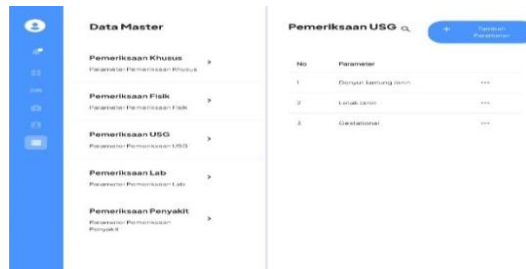 Data Master
Pemeriksaan Khusus
Parameter Pemeriksaan Khusus
Pemeriksaan Fisik
Parameter Pemeriksaan Fisik
Pemeriksaan USG
Parameter Pemeriksaan USG
Pemeriksaan Lab
Parameter Pemeriksaan Lab
Pemeriksaan Penyakit
Parameter Pemeriksaan
Penyakit
Pemeriksaan USG
+ Tambah
Parameter
No Parameter
1 Denyut jantung janin
2 Letak janin
3 Gestational